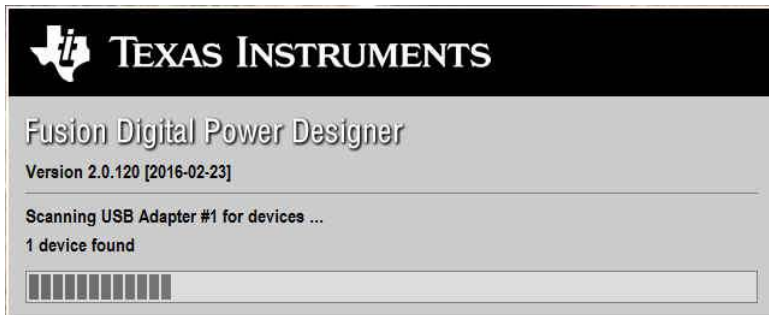 TEXAS INSTRUMENTS
Fusion Digital Power Designer
Version 2.0.120 [2016-02-23]
Scanning USB Adapter #1 for devices ...
1 device found